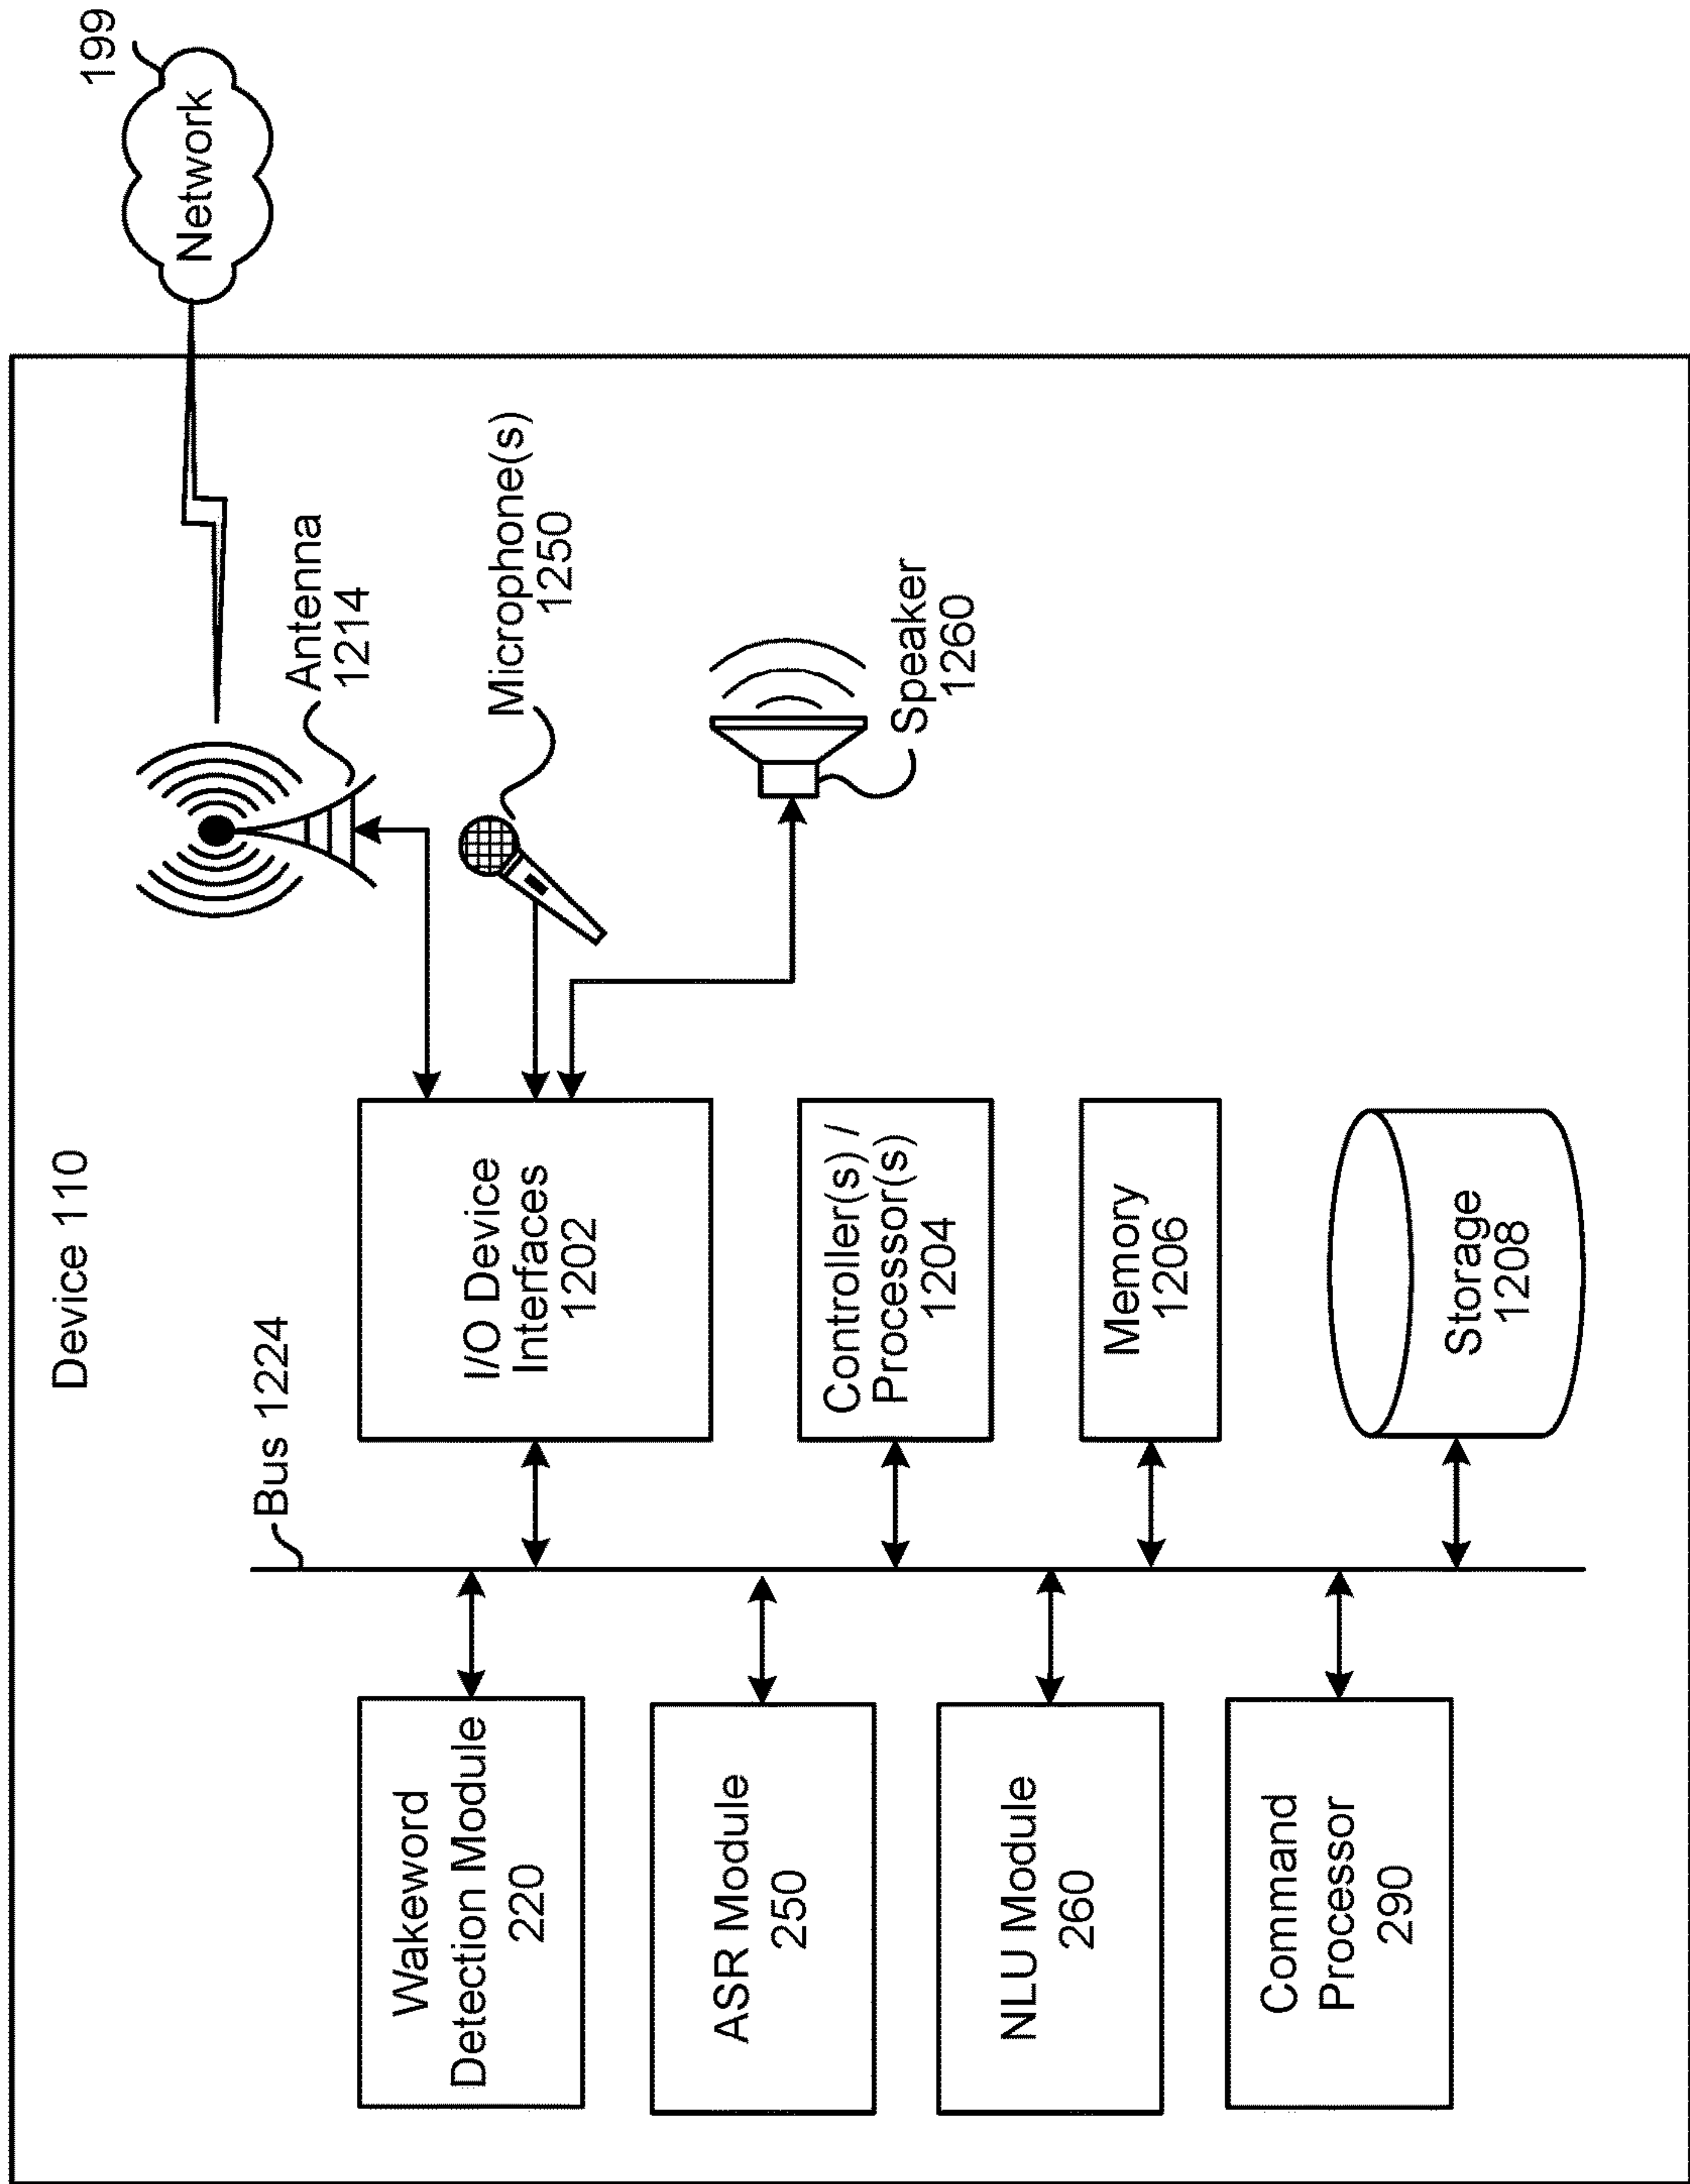 Device 110
Network
199
Bus 1224
Antenna
1214
Wakeword
Detection Module
220
I/O Device
Interfaces
1202
Microphone(s)
1250
ASR Module
250
Controller(s) /
Processor(s)
1204
Speaker
1260
NLU Module
260
Memory
1206
Command
Processor
290
Storage
1208